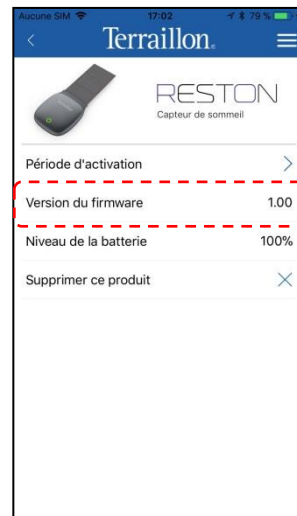 Aucune SIM 17:02 79 %
Terraillon®
RESTON
Capteur de sommeil
Période d'activation
Version du firmware 1.00
Niveau de la batterie 100%
Supprimer ce produit